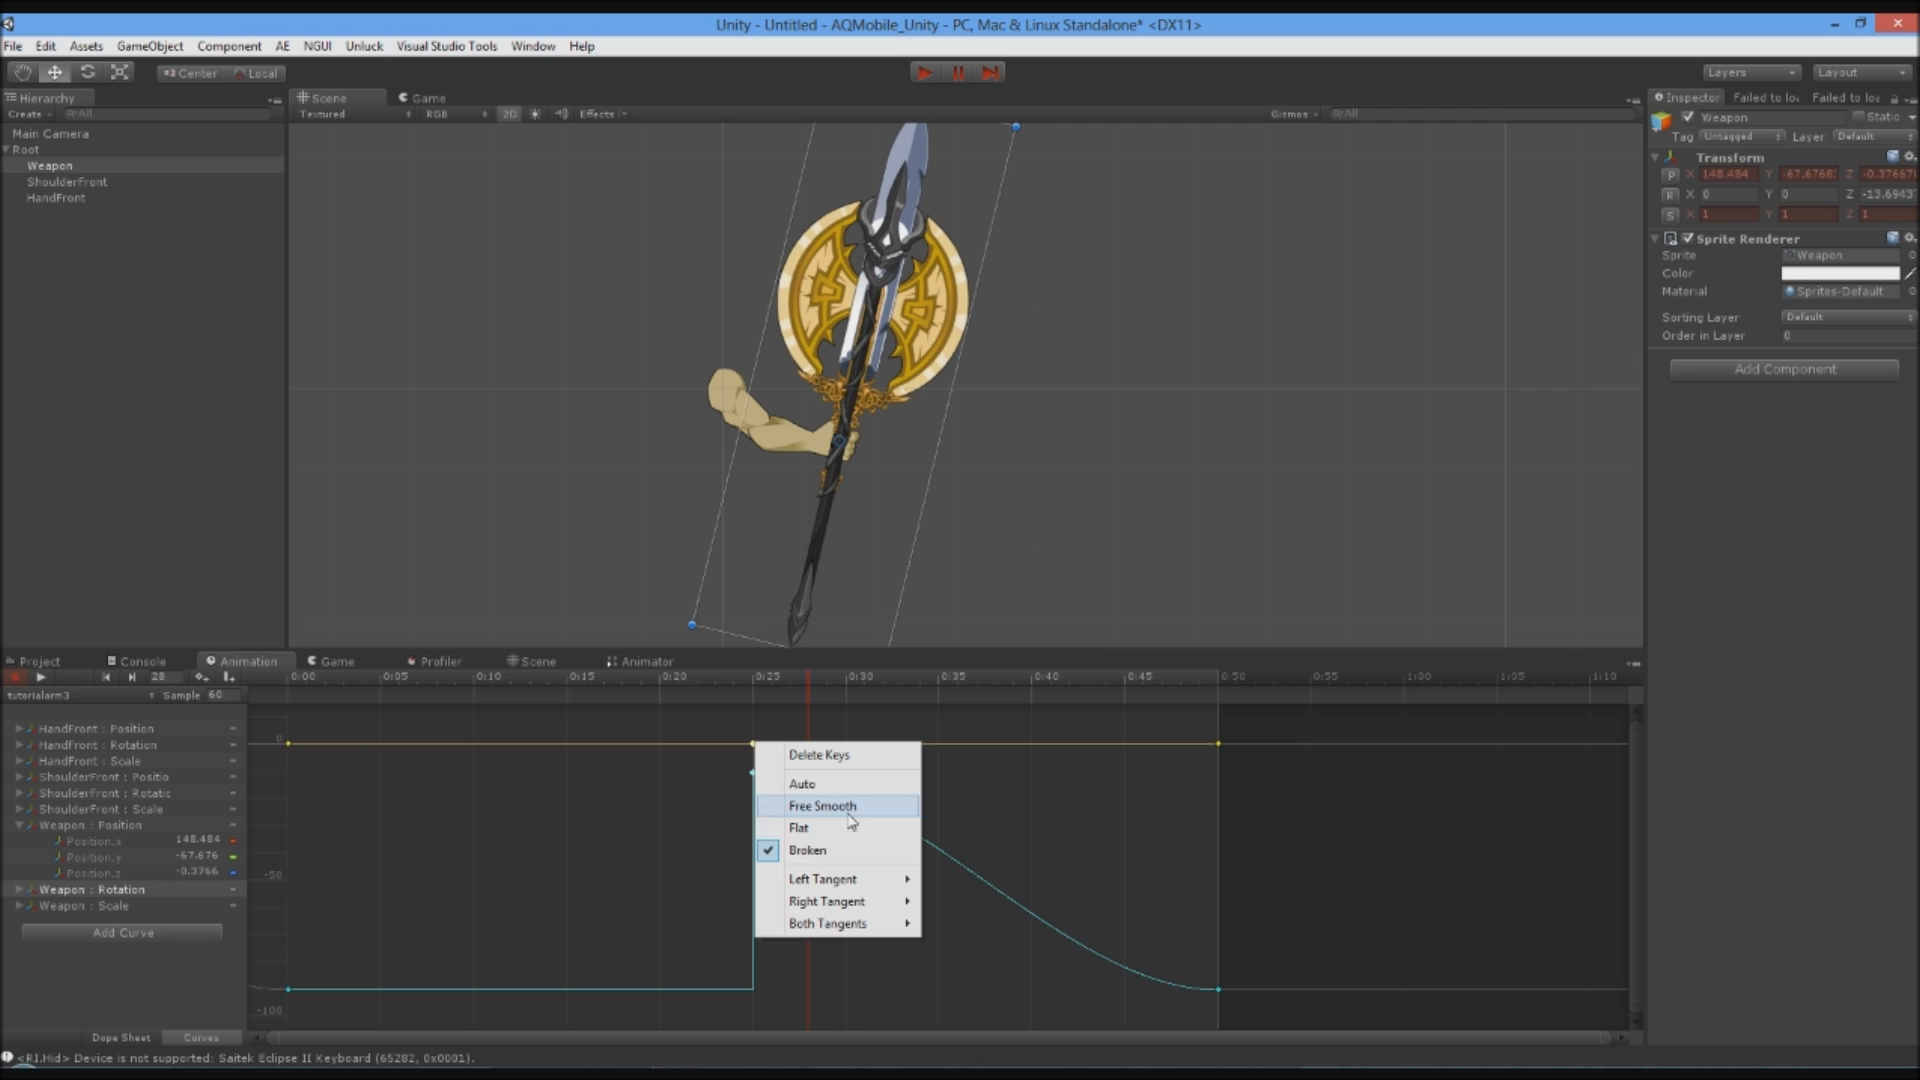 Unity - Untitled - AQMobile_Unity - PC, Mac & Linux Standalone* <DX11>
File Edit Assets GameObject Component AE NGUI Unluck Visual Studio Tools Window Help
Center Local Layers Layout
Hierarchy Scene Game Inspector Failed to loa Failed to loa
Create All Textured RGB 2D Effects Gizmos All
Weapon Static
Tag Untagged Layer Default
Main Camera
Root
Weapon
ShoulderFront
HandFront
Transform
P X 148.484 Y -67.6768 Z -0.37667
R X 0 Y 0 Z -13.6943
S X 1 Y 1 Z 1
Sprite Renderer
Sprite Weapon
Color
Material Sprites-Default
Sorting Layer Default
Order in Layer 0
Add Component
Project Console Animation Game Profiler Scene Animator
28 0:00 0:05 0:10 0:15 0:20 0:25 0:30 0:35 0:40 0:45 0:50 0:55 1:00 1:05 1:10
tutorialarm3 Sample 60
HandFront : Position
HandFront : Rotation
HandFront : Scale
ShoulderFront : Positio
ShoulderFront : Rotatic
ShoulderFront : Scale
Weapon : Position
Position.x 148.484
Position.y -67.676
Position.z -0.3766
Weapon : Rotation
Weapon : Scale
Add Curve
0
-50
-100
Delete Keys
Auto
Free Smooth
Flat
Broken
Left Tangent
Right Tangent
Both Tangents
Dope Sheet Curves
<RI.Hid> Device is not supported: Saitek Eclipse II Keyboard (65282, 0x0001).